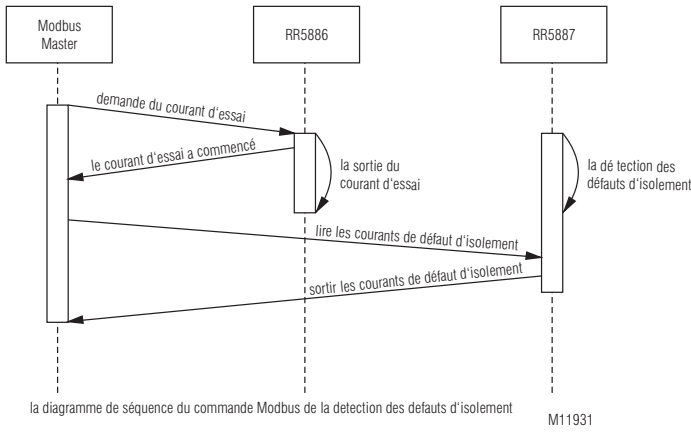 Modbus
Master
RR5886
RR5887
demande du courant d'essai
le courant d'essai a commencé
la sortie du
courant d'essai
la dé tection des
défauts d'isolement
lire les courants de défaut d'isolement
sortir les courants de défaut d'isolement
la diagramme de séquence du commande Modbus de la detection des defauts d'isolement
M11931